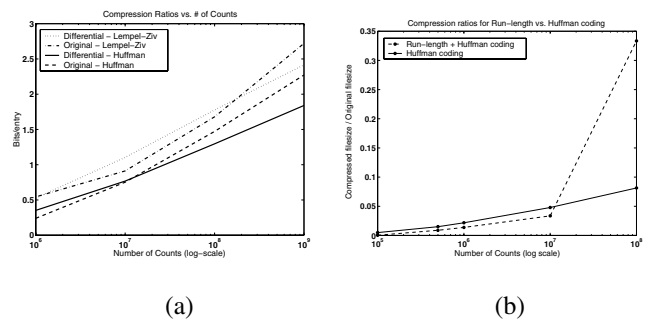 Compression Ratios vs. # of Counts
3
2.5
2
1.5
1
0.5
0
Bits/entry
Differential - Lempel-Ziv
Original - Lempel-Ziv
Differential - Huffman
Original - Huffman
10^6
10^7
10^8
10^9
Number of Counts (log-scale)
(a)
Compression ratios for Run-length vs. Huffman coding
0.35
0.3
0.25
0.2
0.15
0.1
0.05
0
Compressed filesize / Original filesize
Run-length + Huffman coding
Huffman coding
10^5
10^6
10^7
10^8
Number of Counts (log scale)
(b)